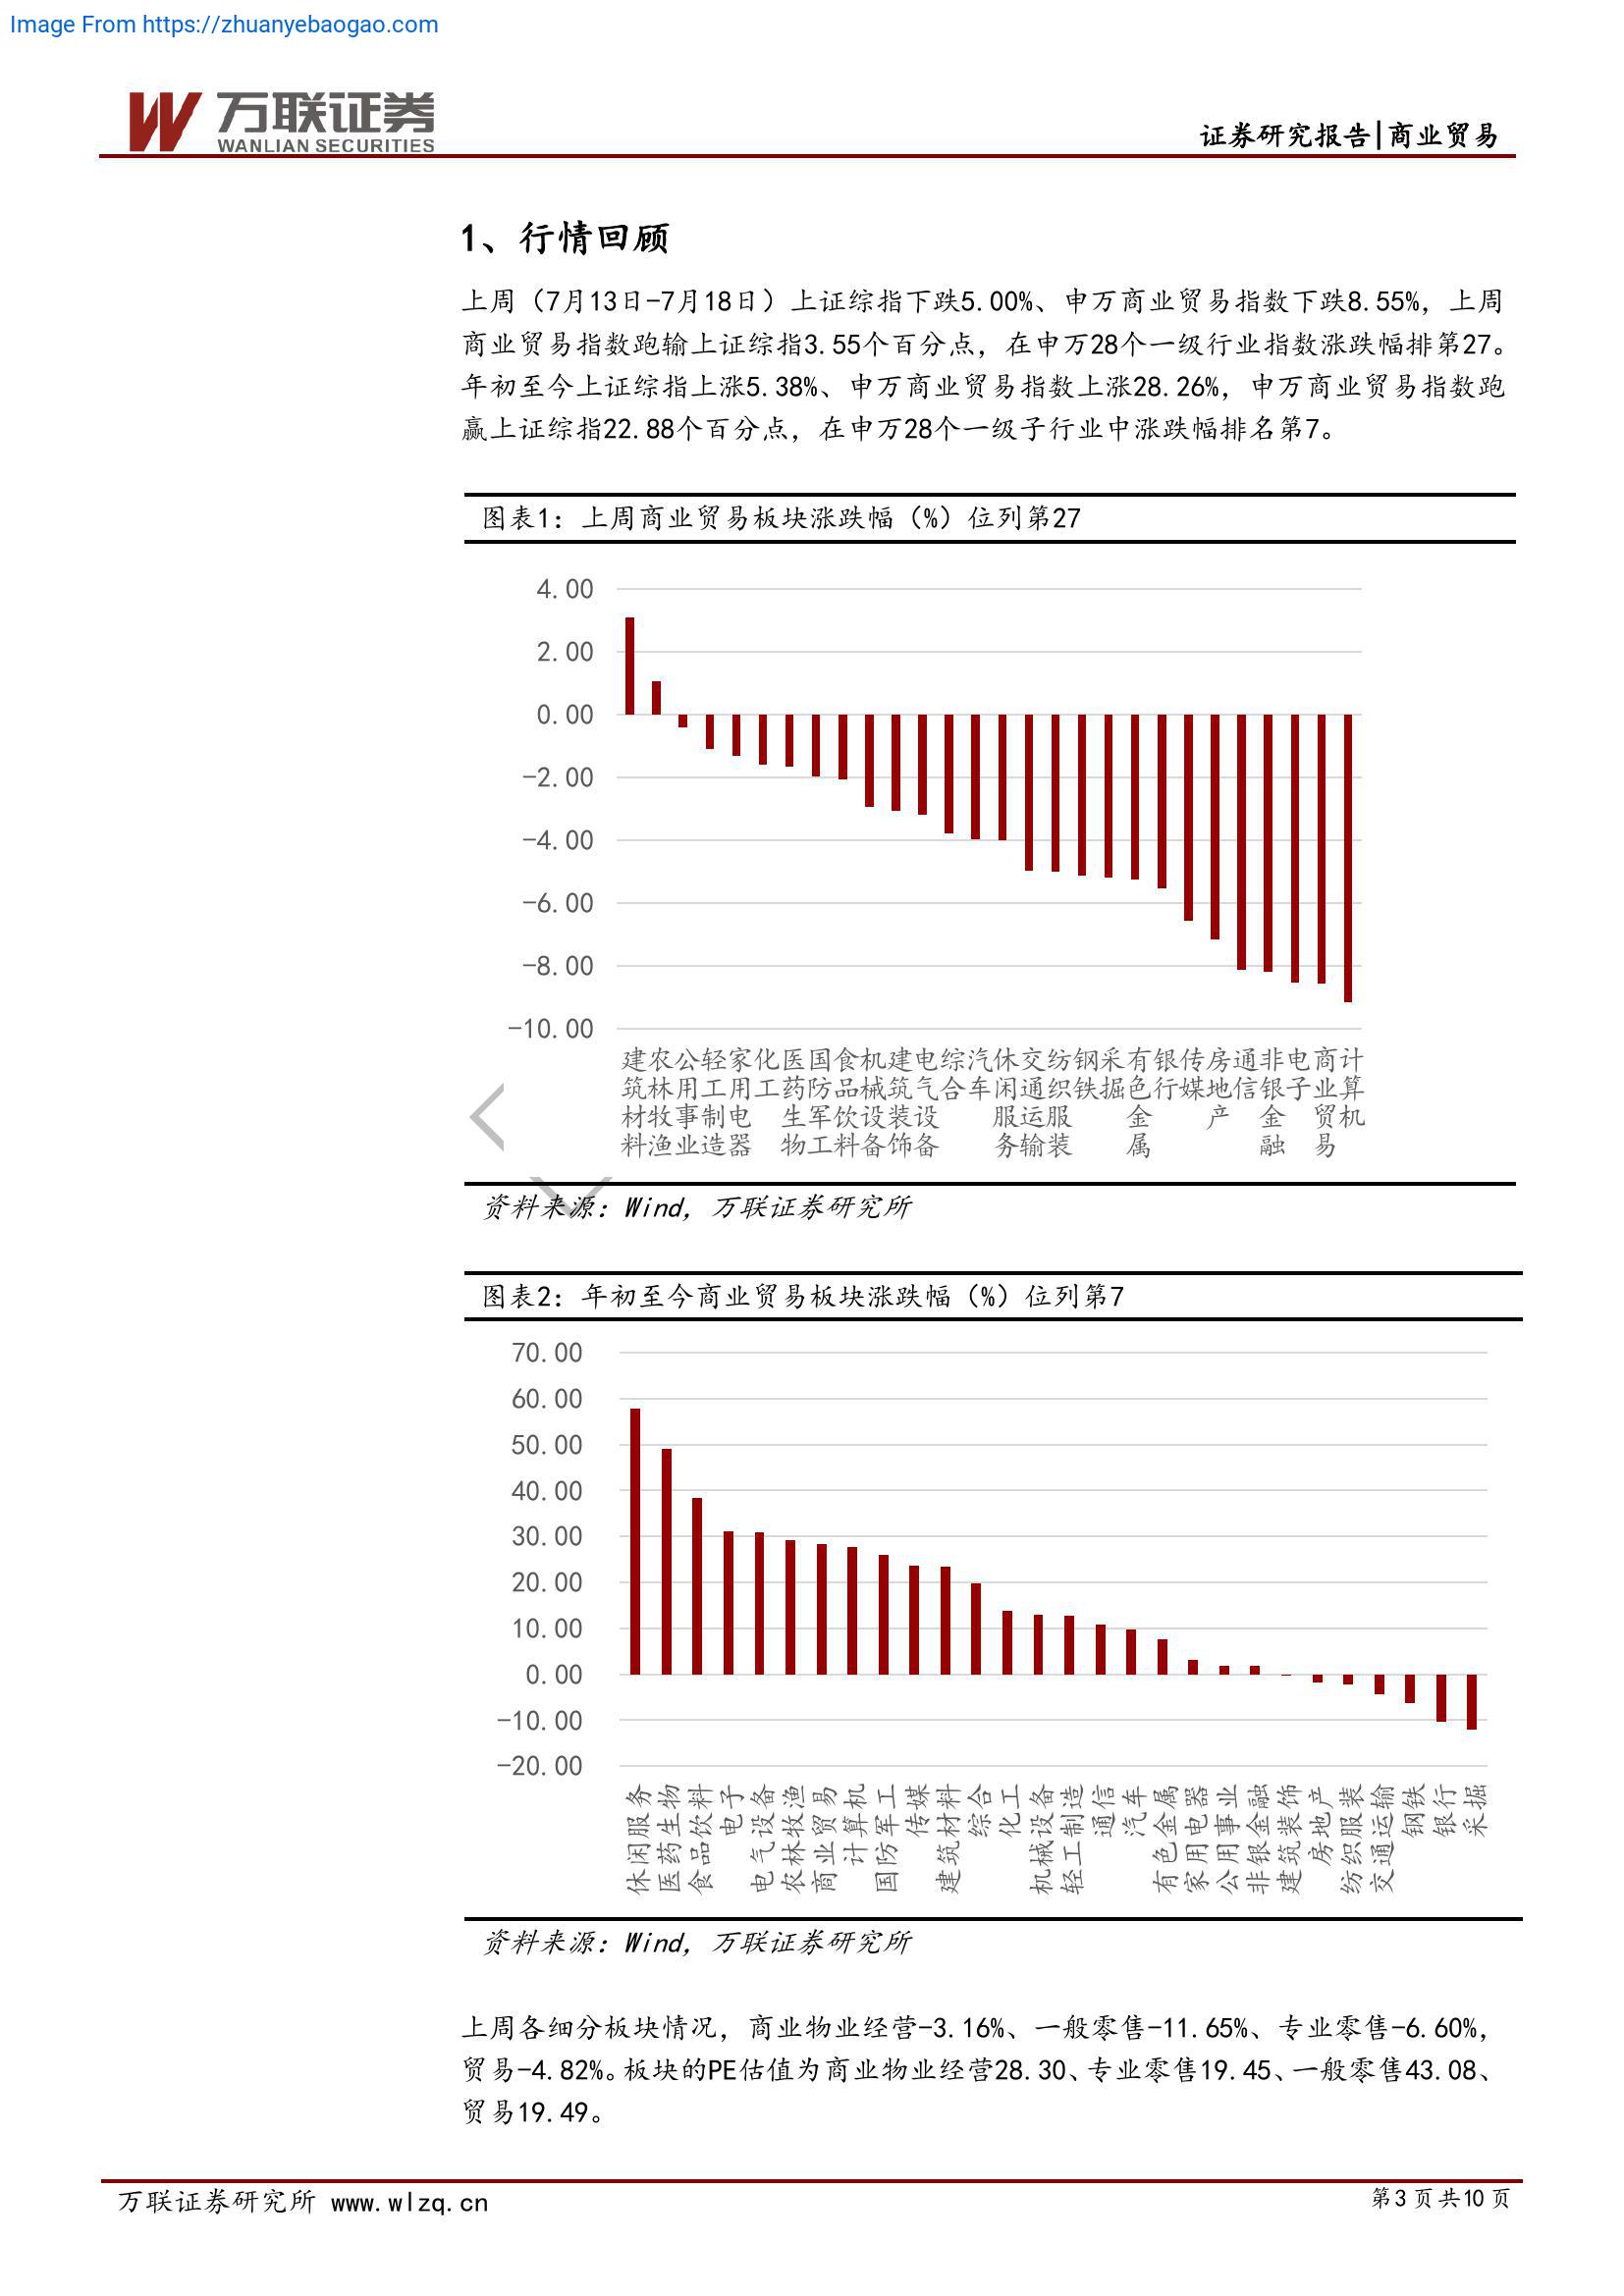 Image From https://zhuanyebaogao.com
万联证券
WANLIAN SECURITIES
证券研究报告|商业贸易
1、行情回顾
上周（7月13日-7月18日）上证综指下跌5.00%、申万商业贸易指数下跌8.55%，上周
商业贸易指数跑输上证综指3.55个百分点，在申万28个一级行业指数涨跌幅排第27。
年初至今上证综指上涨5.38%、申万商业贸易指数上涨28.26%，申万商业贸易指数跑
赢上证综指22.88个百分点，在申万28个一级子行业中涨跌幅排名第7。
图表1：上周商业贸易板块涨跌幅（%）位列第27
4.00
2.00
0.00
-2.00
-4.00
-6.00
-8.00
-10.00
建筑材料
农林牧渔
公用事业
轻工制造
家用电器
化工
医药生物
国防军工
食品饮料
机械设备
建筑装饰
电气设备
综合
汽车
休闲服务
交通运输
纺织服装
钢铁
采掘
有色金属
银行
传媒
房地产
通信
非银金融
电子
商业贸易
计算机
资料来源：Wind，万联证券研究所
图表2：年初至今商业贸易板块涨跌幅（%）位列第7
70.00
60.00
50.00
40.00
30.00
20.00
10.00
0.00
-10.00
-20.00
休闲服务
医药生物
食品饮料
电子
电气设备
农林牧渔
商业贸易
计算机
国防军工
传媒
建筑材料
综合
化工
机械设备
轻工制造
通信
汽车
有色金属
家用电器
公用事业
非银金融
建筑装饰
房地产
纺织服装
交通运输
钢铁
银行
采掘
资料来源：Wind，万联证券研究所
上周各细分板块情况，商业物业经营-3.16%、一般零售-11.65%、专业零售-6.60%，
贸易-4.82%。板块的PE估值为商业物业经营28.30、专业零售19.45、一般零售43.08、
贸易19.49。
万联证券研究所 www.wlzq.cn
第3页共10页